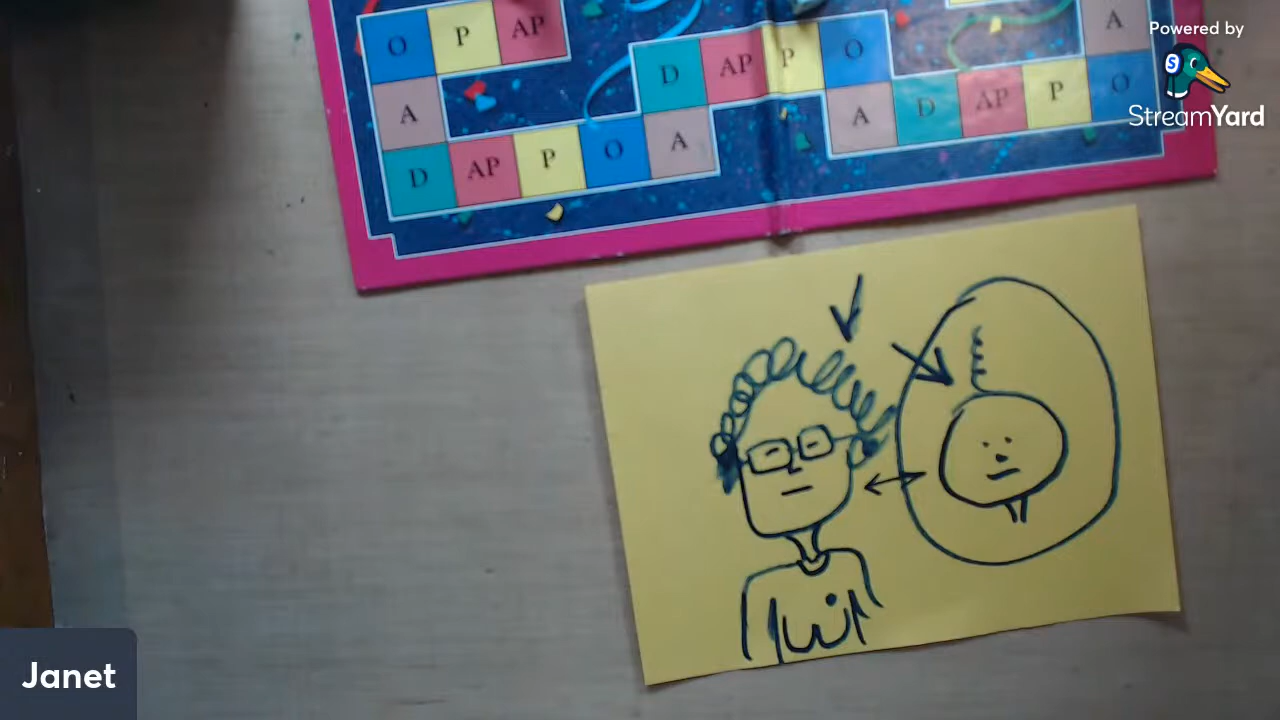 Powered by
StreamYard
S
A
O P AP
D AP P O
A
A D AP P O
D AP P O A
Janet